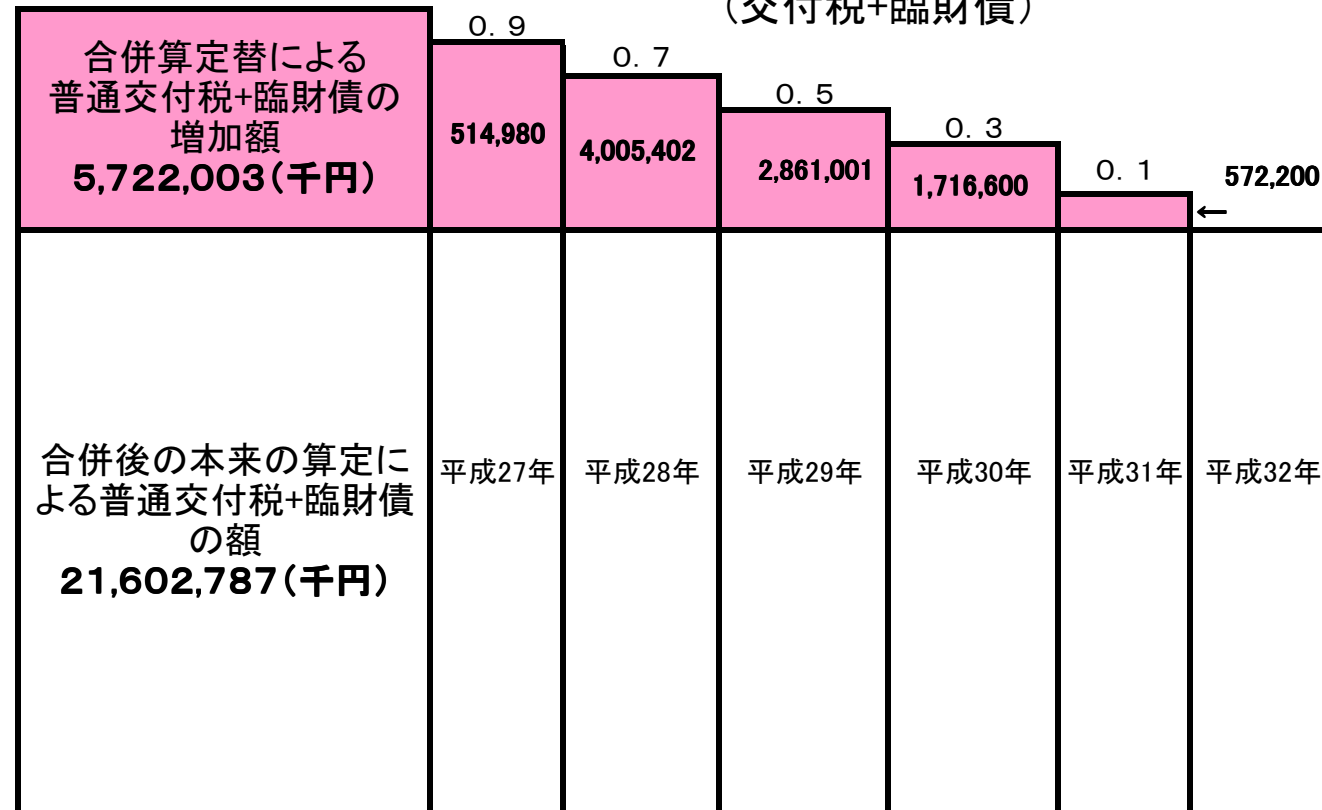 （交付税+臨財債）
合併算定替による
普通交付税+臨財債の
増加額
5,722,003(千円)
0．9
514,980
0．7
4,005,402
0．5
2,861,001
0．3
1,716,600
0．1
←
572,200
合併後の本来の算定に
よる普通交付税+臨財債
の額
21,602,787(千円)
平成27年
平成28年
平成29年
平成30年
平成31年
平成32年